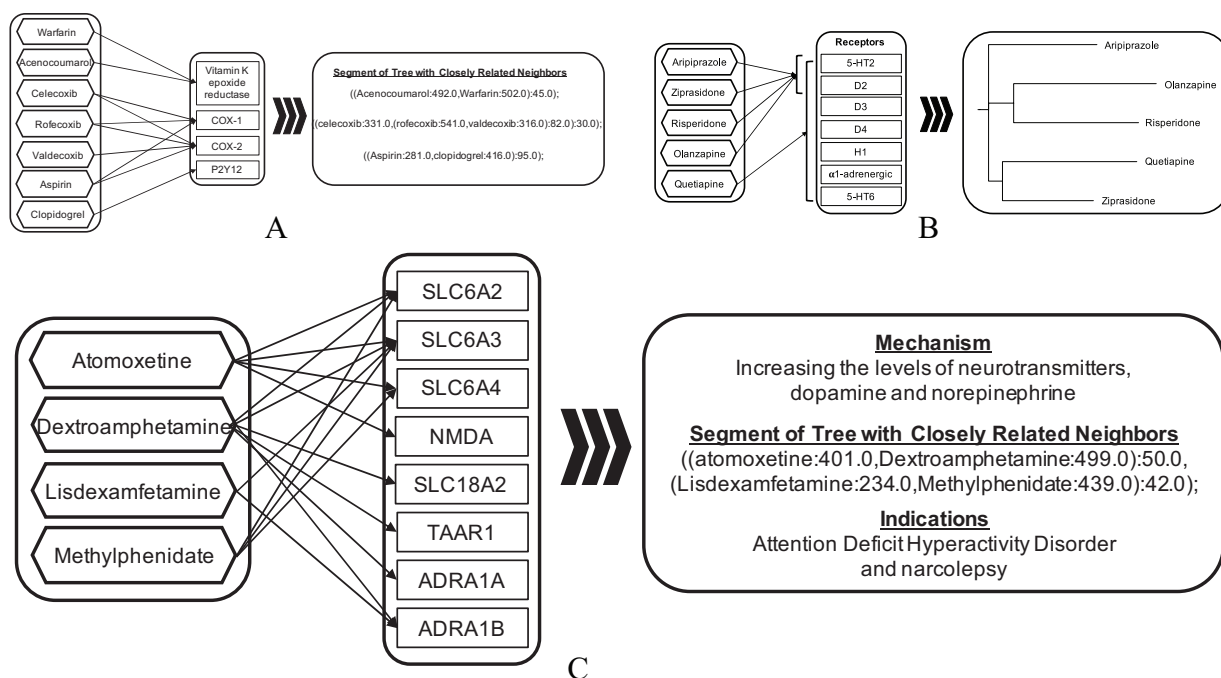 Warfarin
Acenocoumarol
Celecoxib
Rofecoxib
Valdecoxib
Aspirin
Clopidogrel
Vitamin K
epoxide
reductase
COX-1
COX-2
P2Y12
Segment of Tree with Closely Related Neighbors
((Acenocoumarol:492.0,Warfarin:502.0):45.0);
((celecoxib:331.0,(rofecoxib:541.0,valdecoxib:316.0):82.0):30.0);
((Aspirin:281.0,clopidogrel:416.0):95.0);
A
Aripiprazole
Ziprasidone
Risperidone
Olanzapine
Quetiapine
Receptors
5-HT2
D2
D3
D4
H1
α1-adrenergic
5-HT6
Aripiprazole
Olanzapine
Risperidone
Quetiapine
Ziprasidone
B
Atomoxetine
Dextroamphetamine
Lisdexamfetamine
Methylphenidate
SLC6A2
SLC6A3
SLC6A4
NMDA
SLC18A2
TAAR1
ADRA1A
ADRA1B
Mechanism
Increasing the levels of neurotransmitters,
dopamine and norepinephrine
Segment of Tree with Closely Related Neighbors
((atomoxetine:401.0,Dextroamphetamine:499.0):50.0,
(Lisdexamfetamine:234.0,Methylphenidate:439.0):42.0);
Indications
Attention Deficit Hyperactivity Disorder
and narcolepsy
C